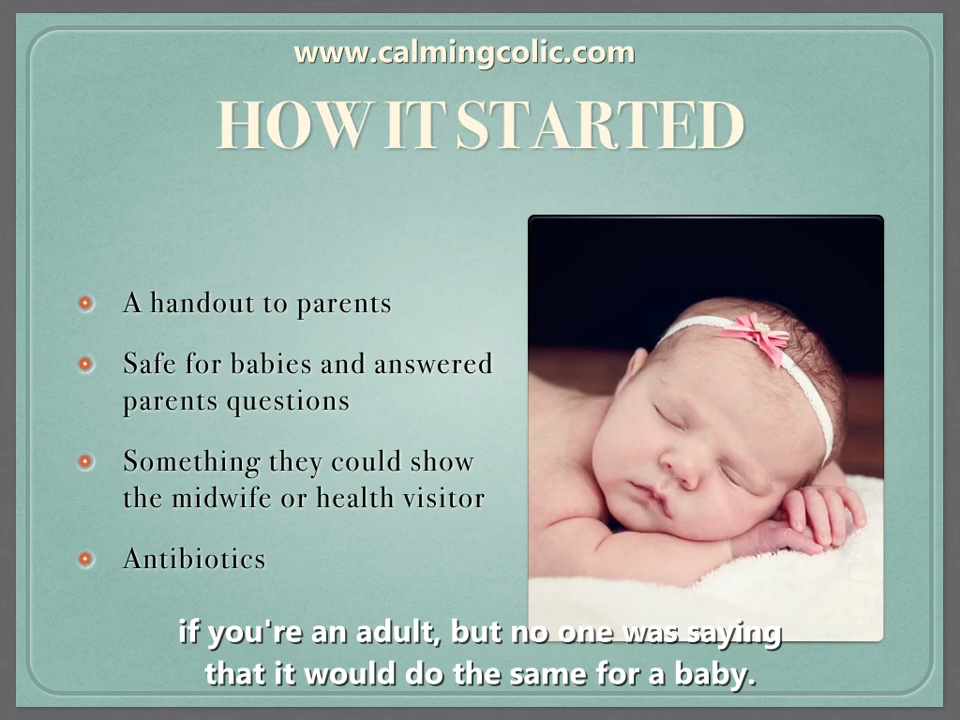 www.calmingcolic.com
HOW IT STARTED
A handout to parents
Safe for babies and answered
parents questions
Something they could show
the midwife or health visitor
Antibiotics
if you're an adult, but no one was saying
that it would do the same for a baby.